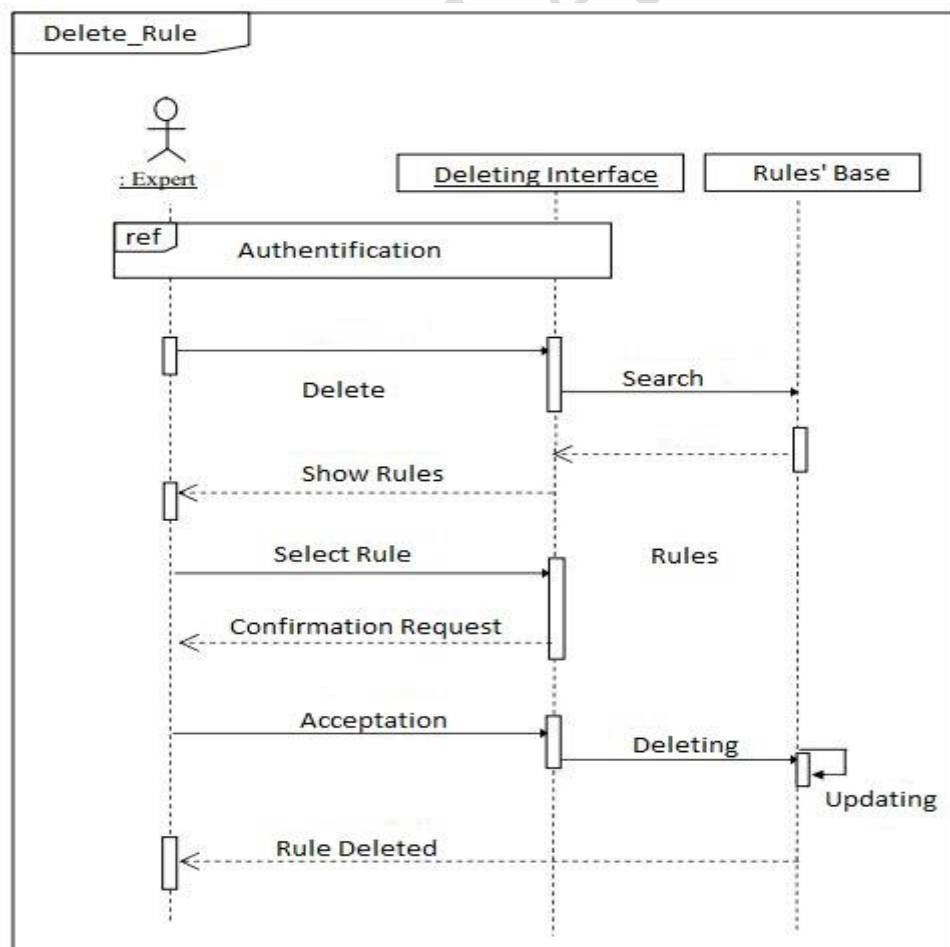 Delete_Rule
: Expert
Deleting Interface
Rules' Base
ref
Authentification
Delete
Search
Show Rules
Select Rule
Rules
Confirmation Request
Acceptation
Deleting
Updating
Rule Deleted